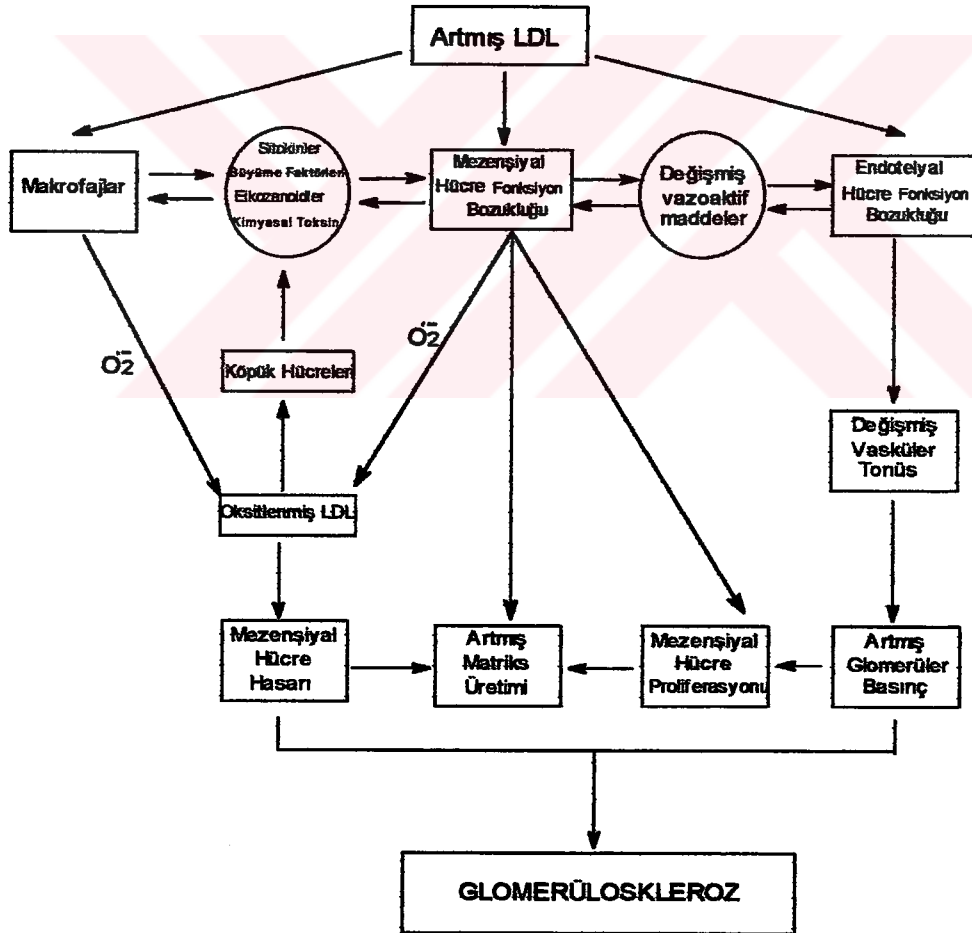 Artmış LDL
Makrofajlar
Sitokinler
Büyüme Faktörleri
Eikozanoidler
Kimyasal Toksin
Mezenşiyal
Hücre Fonksiyon
Bozukluğu
Değişmiş
vazoaktif
maddeler
Endotelyal
Hücre Fonksiyon
Bozukluğu
O2˙−
O2˙−
Köpük Hücreleri
Değişmiş
Vasküler
Tonüs
Oksitlenmiş LDL
Mezenşiyal
Hücre
Hasarı
Artmış
Matriks
Üretimi
Mezenşiyal
Hücre
Proliferasyonu
Artmış
Glomerüler
Basınç
GLOMERÜLOSKLEROZ